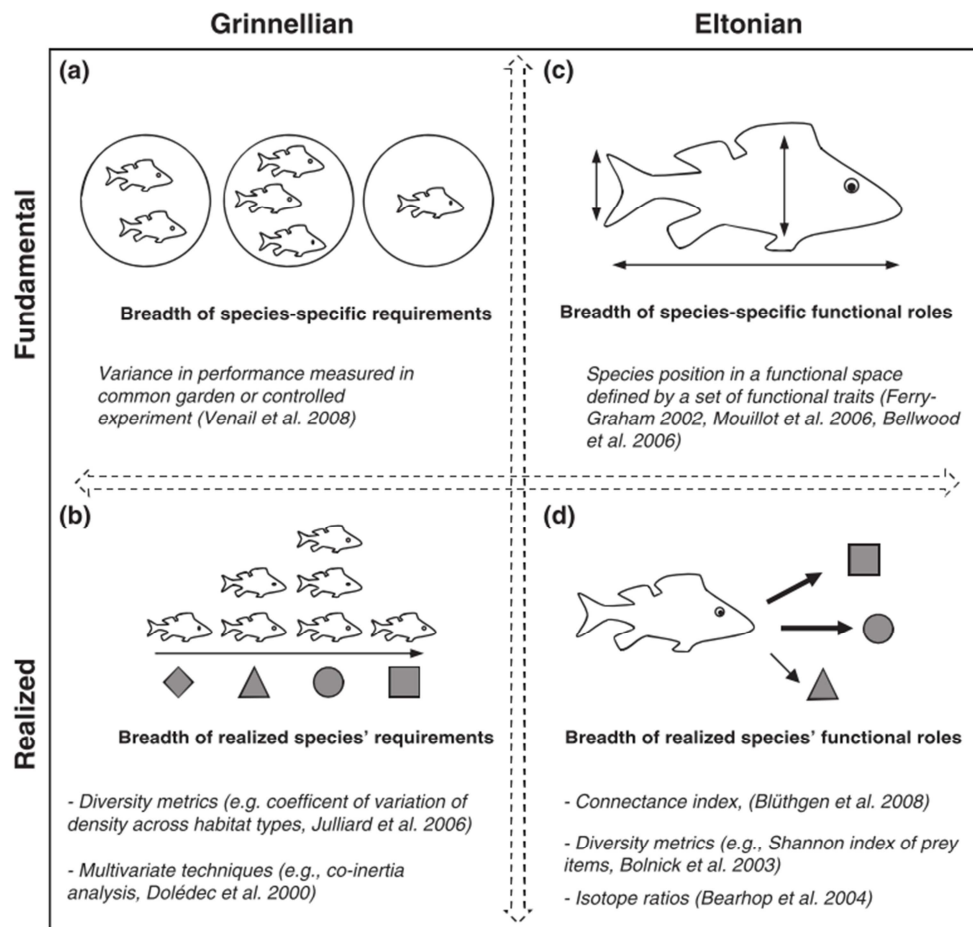 Grinnellian
Eltonian
Fundamental
(a)
Breadth of species-specific requirements
Variance in performance measured in
common garden or controlled
experiment (Venail et al. 2008)
(c)
Breadth of species-specific functional roles
Species position in a functional space
defined by a set of functional traits (Ferry-
Graham 2002, Mouillot et al. 2006, Bellwood
et al. 2006)
Realized
(b)
Breadth of realized species' requirements
- Diversity metrics (e.g. coefficent of variation of
density across habitat types, Julliard et al. 2006)
- Multivariate techniques (e.g., co-inertia
analysis, Dolédec et al. 2000)
(d)
Breadth of realized species' functional roles
- Connectance index, (Blüthgen et al. 2008)
- Diversity metrics (e.g., Shannon index of prey
items, Bolnick et al. 2003)
- Isotope ratios (Bearhop et al. 2004)